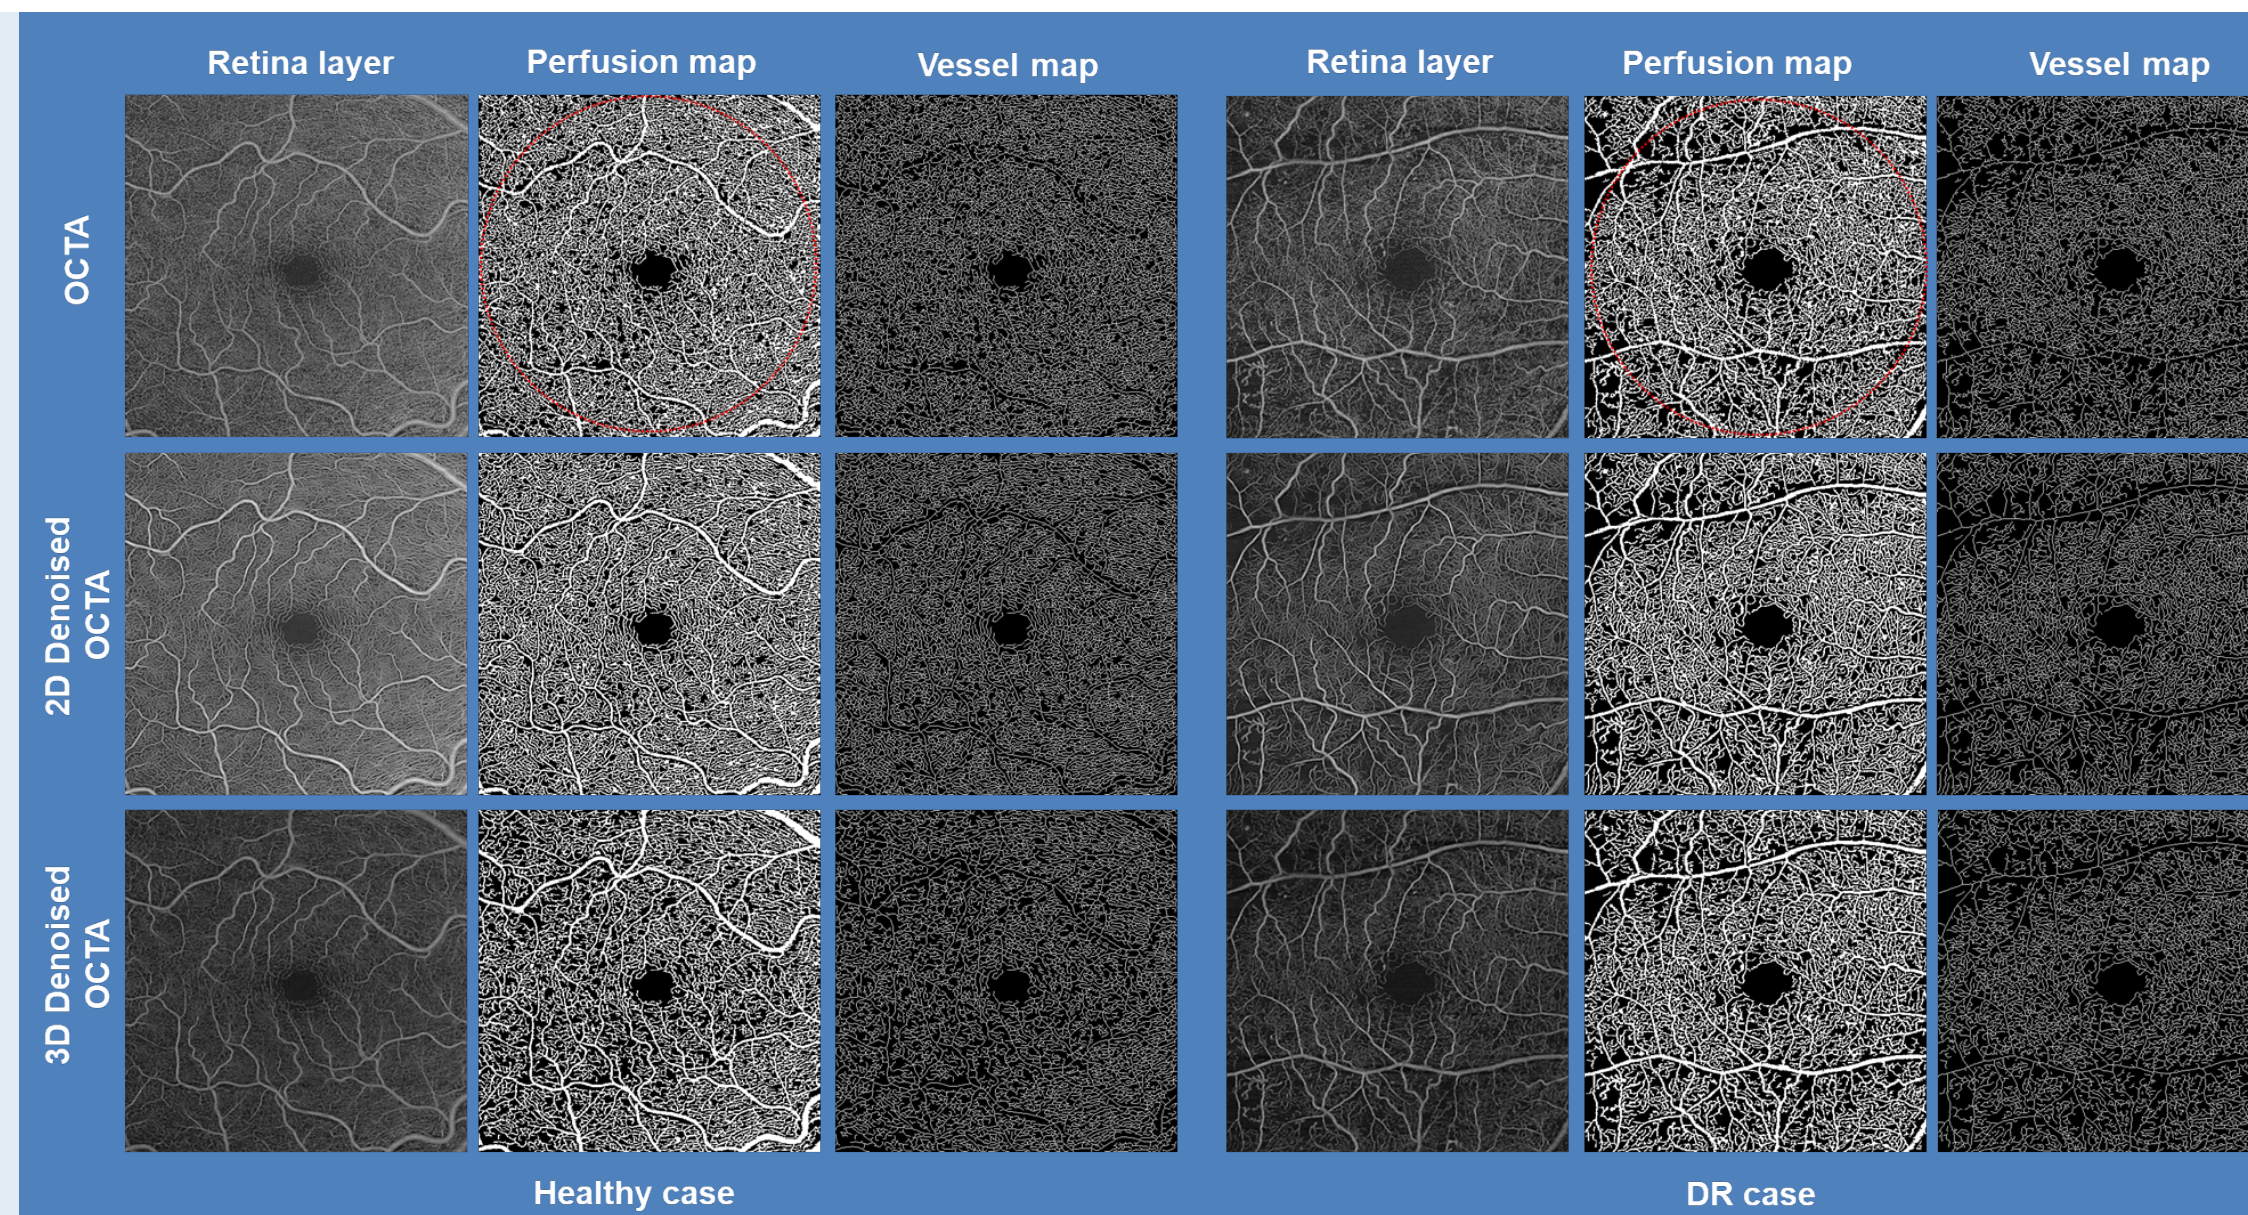 Retina layer
Perfusion map
Vessel map
Retina layer
Perfusion map
Vessel map
OCTA
2D Denoised
OCTA
3D Denoised
OCTA
Healthy case
DR case